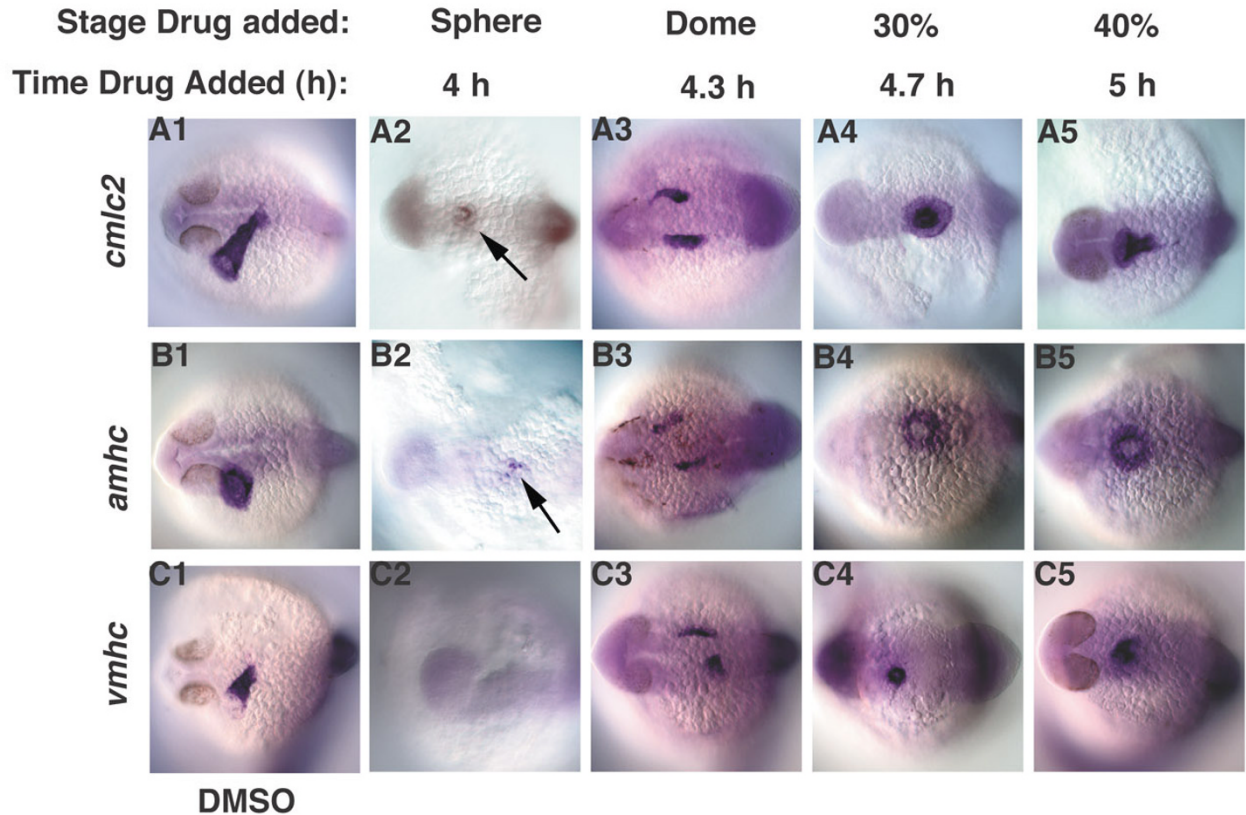 Stage Drug added: Sphere Dome 30% 40%
Time Drug Added (h): 4 h 4.3 h 4.7 h 5 h
cmlc2 A1 A2 A3 A4 A5
amhc B1 B2 B3 B4 B5
vmhc C1 C2 C3 C4 C5
DMSO